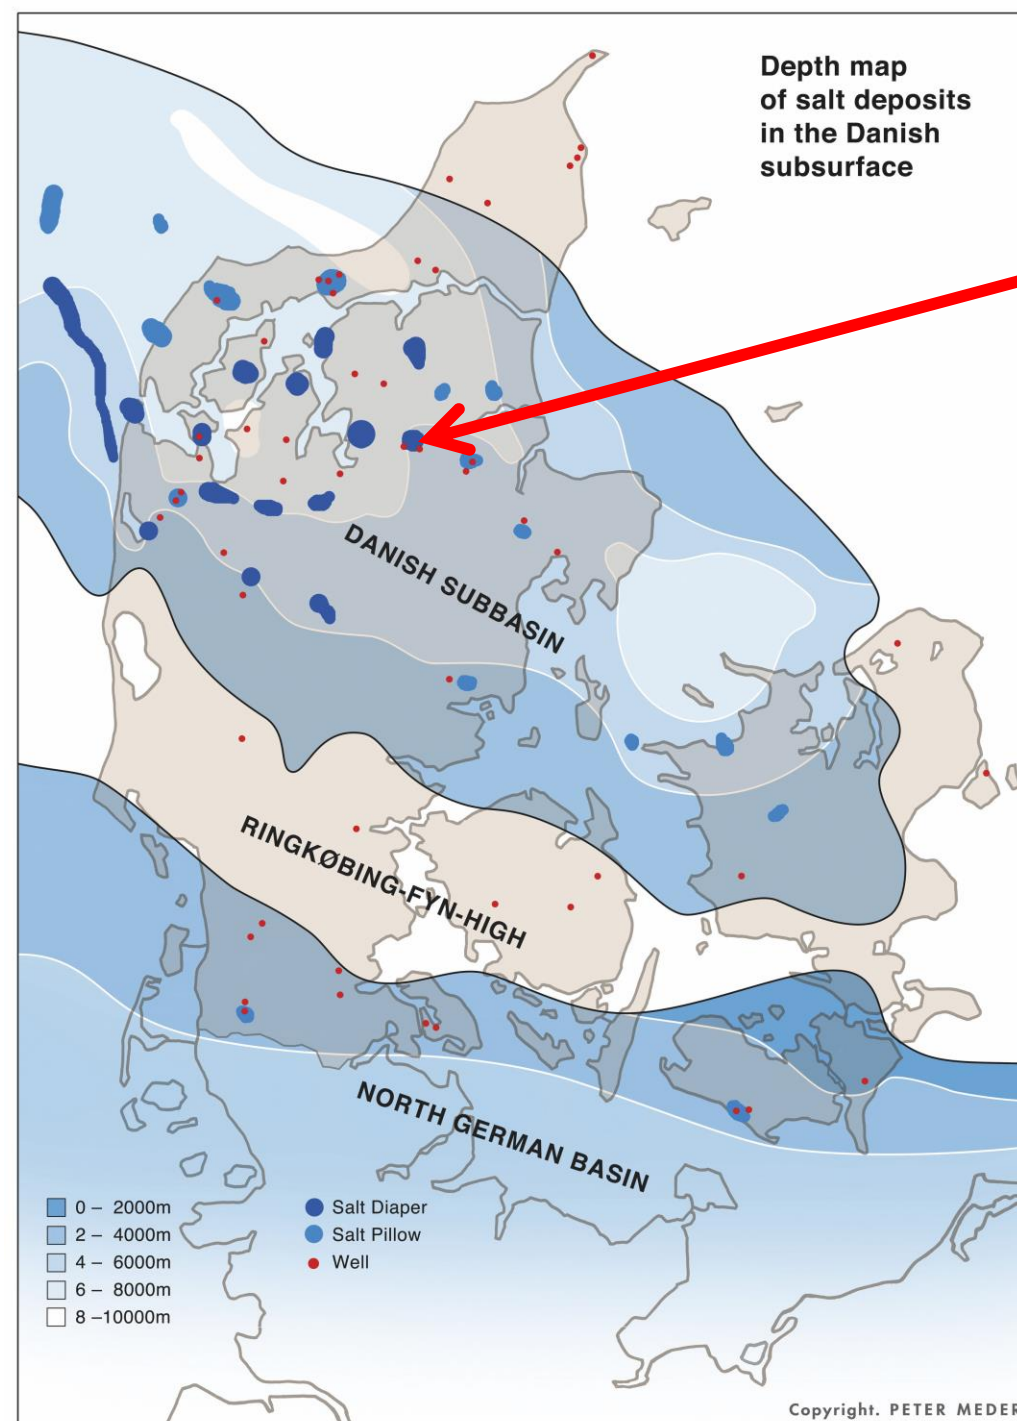 Depth map
of salt deposits
in the Danish
subsurface
DANISH SUBBASIN
RINGKØBING-FYN-HIGH
NORTH GERMAN BASIN
0 – 2000m
2 – 4000m
4 – 6000m
6 – 8000m
8 –10000m
Salt Diaper
Salt Pillow
Well
Copyright. PETER MEDER